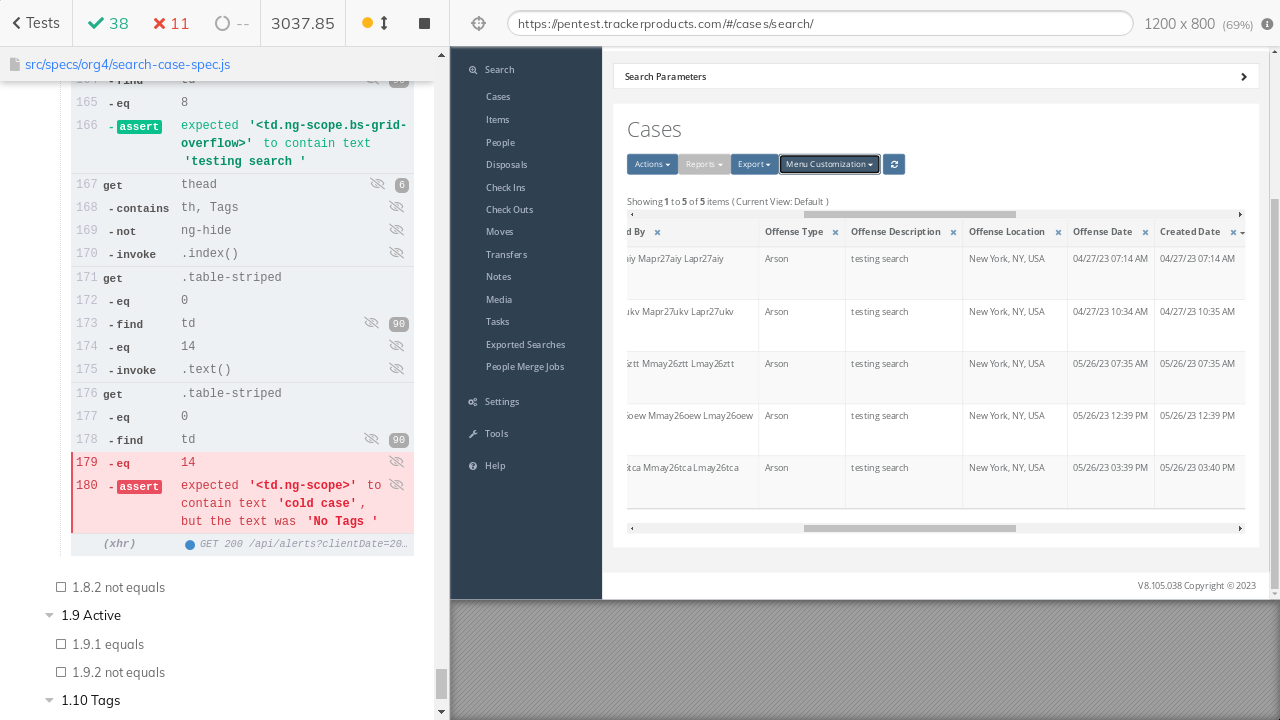 Tests 38 11 -- 3037.85
https://pentest.trackerproducts.com/#/cases/search/ 1200 x 800 (69%)
src/specs/org4/search-case-spec.js
165 -eq 8
166 -assert expected '<td.ng-scope.bs-grid-
overflow>' to contain text
'testing search '
167 get thead 6
168 -contains th, Tags
169 -not ng-hide
170 -invoke .index()
171 get .table-striped
172 -eq 0
173 -find td 90
174 -eq 14
175 -invoke .text()
176 get .table-striped
177 -eq 0
178 -find td 90
179 -eq 14
180 -assert expected '<td.ng-scope>' to
contain text 'cold case',
but the text was 'No Tags '
(xhr) GET 200 /api/alerts?clientDate=20…
1.8.2 not equals
1.9 Active
1.9.1 equals
1.9.2 not equals
1.10 Tags
Search
Cases
Items
People
Disposals
Check Ins
Check Outs
Moves
Transfers
Notes
Media
Tasks
Exported Searches
People Merge Jobs
Settings
Tools
Help
Search Parameters
Cases
Actions Reports Export Menu Customization
Showing 1 to 5 of 5 items ( Current View: Default )
d By Offense Type Offense Description Offense Location Offense Date Created Date
aiy Mapr27aiy Lapr27aiy Arson testing search New York, NY, USA 04/27/23 07:14 AM 04/27/23 07:14 AM
ukv Mapr27ukv Lapr27ukv Arson testing search New York, NY, USA 04/27/23 10:34 AM 04/27/23 10:35 AM
sztt Mmay26ztt Lmay26ztt Arson testing search New York, NY, USA 05/26/23 07:35 AM 05/26/23 07:35 AM
oew Mmay26oew Lmay26oew Arson testing search New York, NY, USA 05/26/23 12:39 PM 05/26/23 12:39 PM
tca Mmay26tca Lmay26tca Arson testing search New York, NY, USA 05/26/23 03:39 PM 05/26/23 03:40 PM
V8.105.038 Copyright © 2023